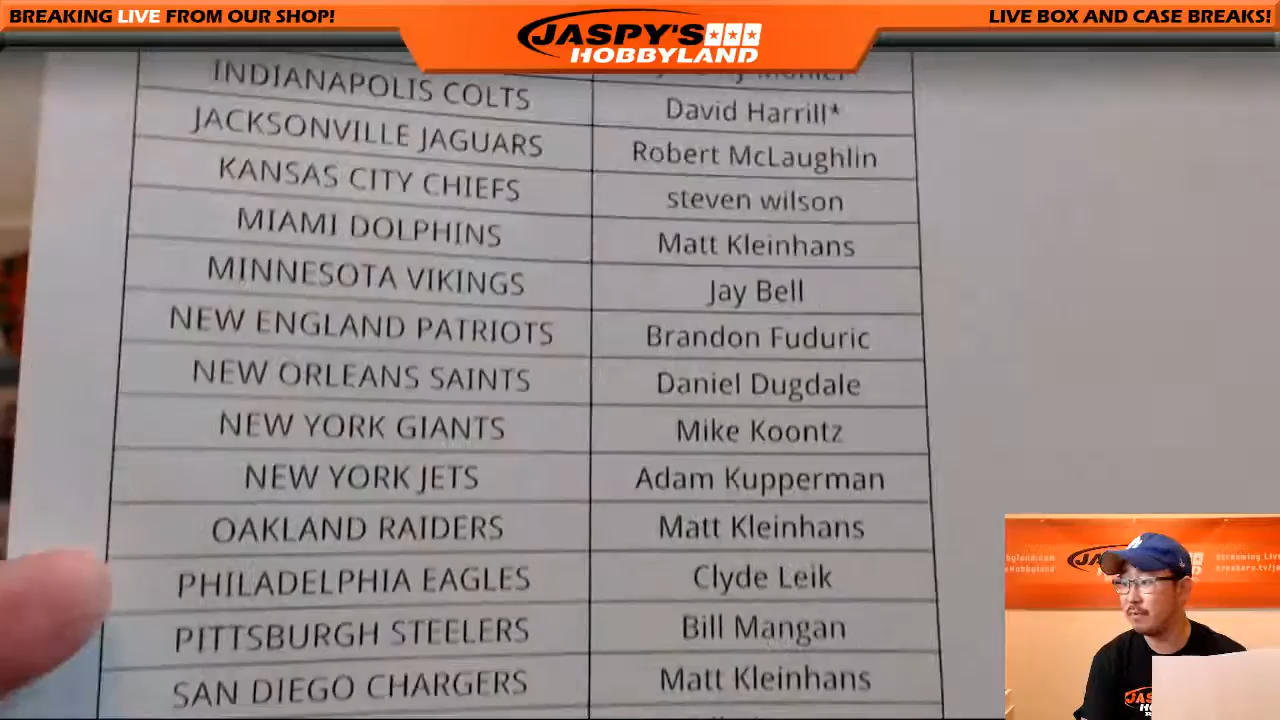 BREAKING LIVE FROM OUR SHOP!
JASPY'S
HOBBYLAND
LIVE BOX AND CASE BREAKS!
INDIANAPOLIS COLTS David Harrill*
JACKSONVILLE JAGUARS Robert McLaughlin
KANSAS CITY CHIEFS steven wilson
MIAMI DOLPHINS Matt Kleinhans
MINNESOTA VIKINGS Jay Bell
NEW ENGLAND PATRIOTS Brandon Fuduric
NEW ORLEANS SAINTS Daniel Dugdale
NEW YORK GIANTS Mike Koontz
NEW YORK JETS Adam Kupperman
OAKLAND RAIDERS Matt Kleinhans
PHILADELPHIA EAGLES Clyde Leik
PITTSBURGH STEELERS Bill Mangan
SAN DIEGO CHARGERS Matt Kleinhans